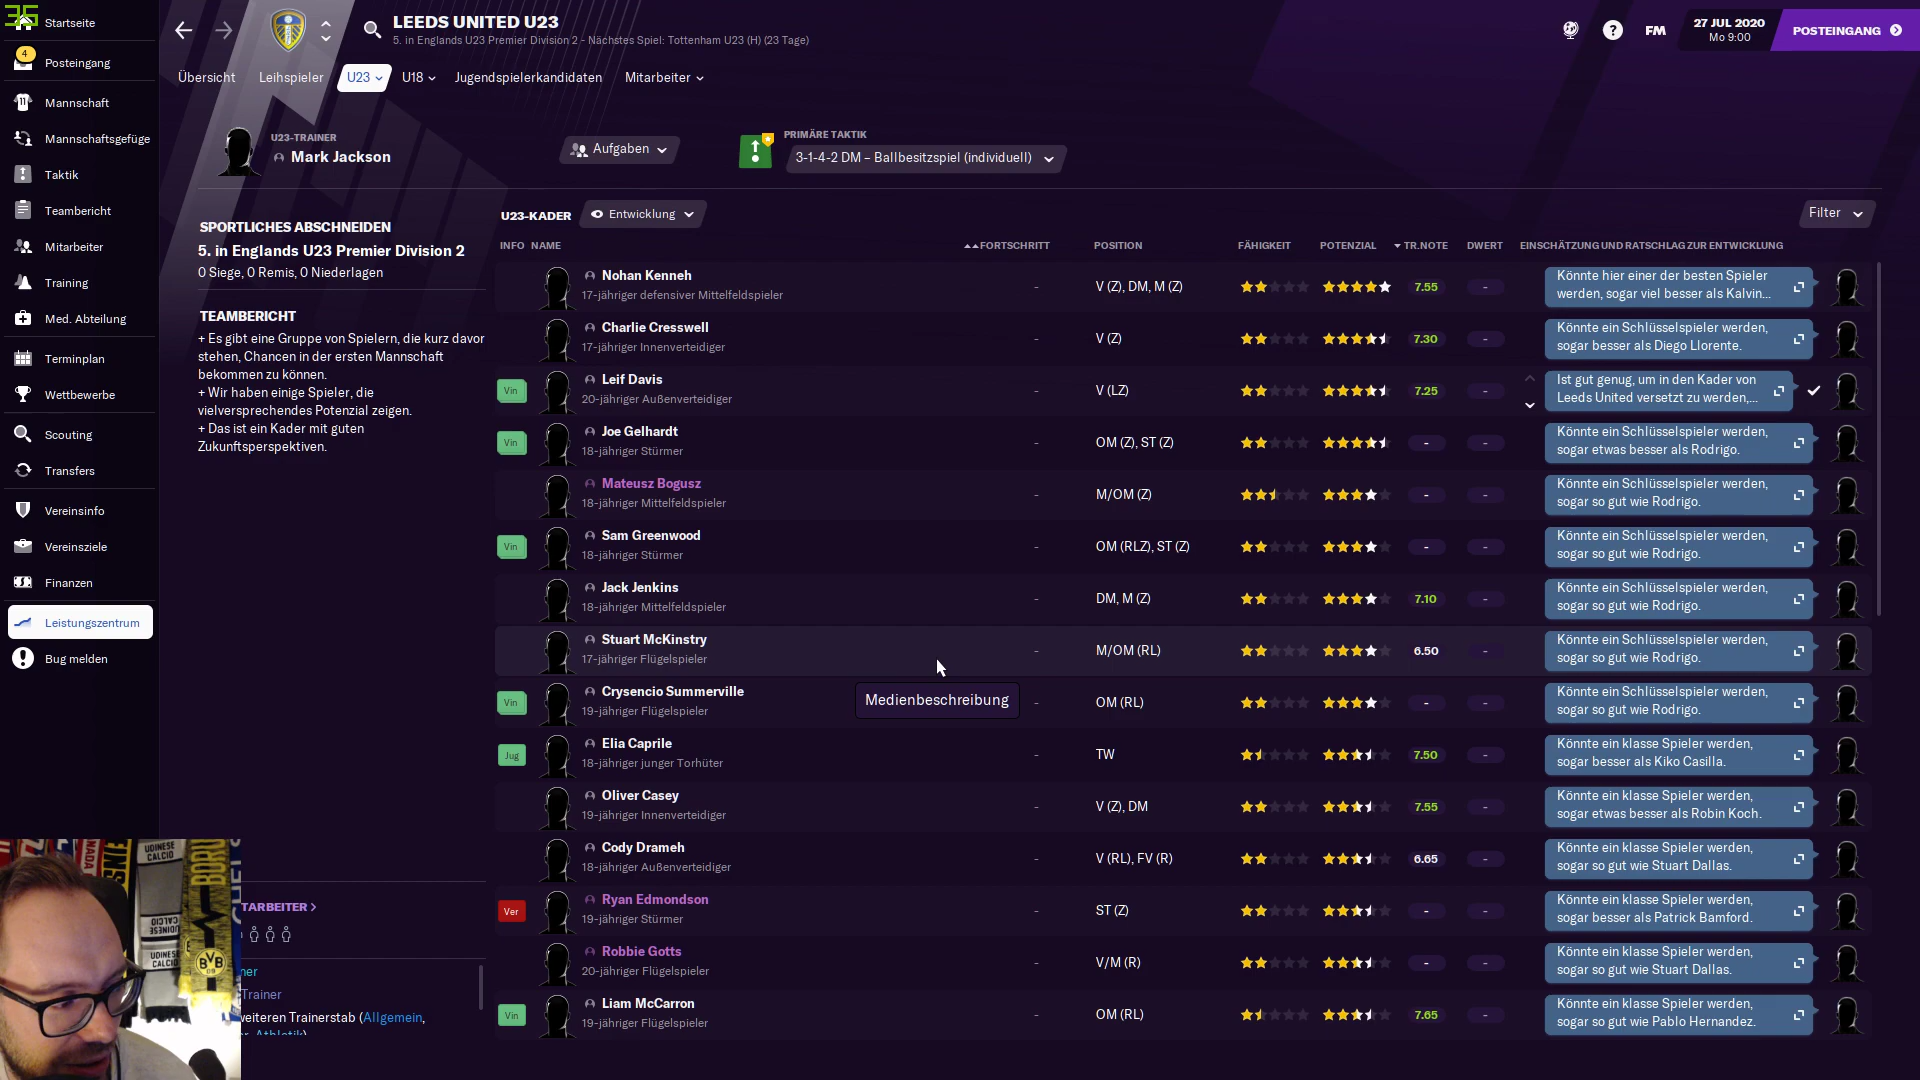 36
Startseite
4
Posteingang
Mannschaft
Mannschaftsgefüge
Taktik
Teambericht
Mitarbeiter
Training
Med. Abteilung
Terminplan
Wettbewerbe
Scouting
Transfers
Vereinsinfo
Vereinsziele
Finanzen
Leistungszentrum
Bug melden
LEEDS UNITED U23
5. in Englands U23 Premier Division 2 - Nächstes Spiel: Tottenham U23 (H) (23 Tage)
FM
27 JUL 2020
Mo 9:00
POSTEINGANG
Übersicht
Leihspieler
U23
U18
Jugendspielerkandidaten
Mitarbeiter
U23-TRAINER
Mark Jackson
Aufgaben
PRIMÄRE TAKTIK
3-1-4-2 DM – Ballbesitzspiel (individuell)
SPORTLICHES ABSCHNEIDEN
5. in Englands U23 Premier Division 2
0 Siege, 0 Remis, 0 Niederlagen
TEAMBERICHT
+ Es gibt eine Gruppe von Spielern, die kurz davor
stehen, Chancen in der ersten Mannschaft
bekommen zu können.
+ Wir haben einige Spieler, die
vielversprechendes Potenzial zeigen.
+ Das ist ein Kader mit guten
Zukunftsperspektiven.
U23-KADER
Entwicklung
Filter
INFO NAME FORTSCHRITT POSITION FÄHIGKEIT POTENZIAL TR.NOTE DWERT EINSCHÄTZUNG UND RATSCHLAG ZUR ENTWICKLUNG
Nohan Kenneh
17-jähriger defensiver Mittelfeldspieler
- V (Z), DM, M (Z) 7.55 -
Könnte hier einer der besten Spieler
werden, sogar viel besser als Kalvin...
Charlie Cresswell
17-jähriger Innenverteidiger
- V (Z) 7.30 -
Könnte ein Schlüsselspieler werden,
sogar besser als Diego Llorente.
Vin
Leif Davis
20-jähriger Außenverteidiger
- V (LZ) 7.25 -
Ist gut genug, um in den Kader von
Leeds United versetzt zu werden,...
Vin
Joe Gelhardt
18-jähriger Stürmer
- OM (Z), ST (Z) - -
Könnte ein Schlüsselspieler werden,
sogar etwas besser als Rodrigo.
Mateusz Bogusz
18-jähriger Mittelfeldspieler
- M/OM (Z) - -
Könnte ein Schlüsselspieler werden,
sogar so gut wie Rodrigo.
Vin
Sam Greenwood
18-jähriger Stürmer
- OM (RLZ), ST (Z) - -
Könnte ein Schlüsselspieler werden,
sogar so gut wie Rodrigo.
Jack Jenkins
18-jähriger Mittelfeldspieler
- DM, M (Z) 7.10 -
Könnte ein Schlüsselspieler werden,
sogar so gut wie Rodrigo.
Stuart McKinstry
17-jähriger Flügelspieler
- M/OM (RL) 6.50 -
Könnte ein Schlüsselspieler werden,
sogar so gut wie Rodrigo.
Medienbeschreibung
Vin
Crysencio Summerville
19-jähriger Flügelspieler
- OM (RL) - -
Könnte ein Schlüsselspieler werden,
sogar so gut wie Rodrigo.
Jug
Elia Caprile
18-jähriger junger Torhüter
- TW 7.50 -
Könnte ein klasse Spieler werden,
sogar besser als Kiko Casilla.
Oliver Casey
19-jähriger Innenverteidiger
- V (Z), DM 7.55 -
Könnte ein klasse Spieler werden,
sogar etwas besser als Robin Koch.
Cody Drameh
18-jähriger Außenverteidiger
- V (RL), FV (R) 6.65 -
Könnte ein klasse Spieler werden,
sogar so gut wie Stuart Dallas.
Ver
Ryan Edmondson
19-jähriger Stürmer
- ST (Z) - -
Könnte ein klasse Spieler werden,
sogar besser als Patrick Bamford.
Robbie Gotts
20-jähriger Flügelspieler
- V/M (R) - -
Könnte ein klasse Spieler werden,
sogar so gut wie Stuart Dallas.
Vin
Liam McCarron
19-jähriger Flügelspieler
- OM (RL) 7.65 -
Könnte ein klasse Spieler werden,
sogar so gut wie Pablo Hernandez.
TARBEITER
ner
Trainer
weiteren Trainerstab (Allgemein,
UDINESE
CALCIO
UDINESE
CALCIO
BORU
BVB
09